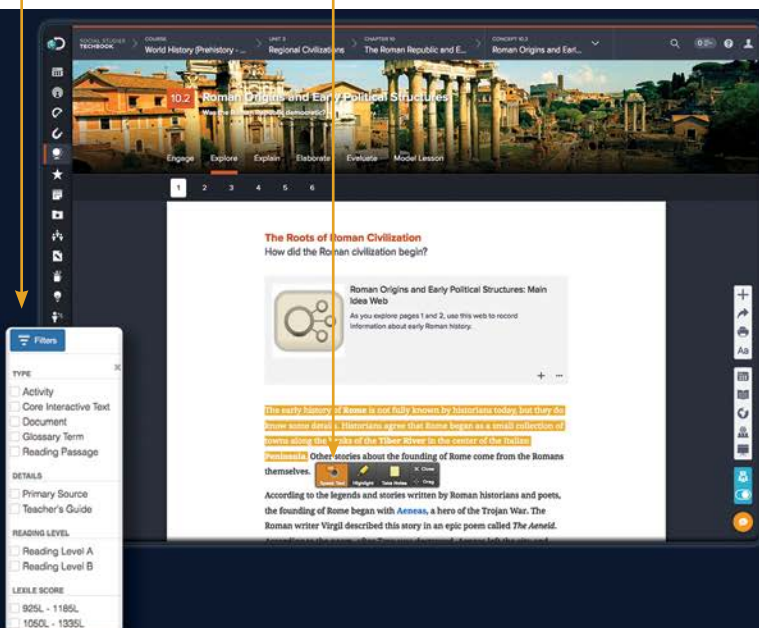 SOCIAL STUDIES
TECHBOOK
COURSE
World History (Prehistory - ...
UNIT 3
Regional Civilizations
CHAPTER 10
The Roman Republic and E...
CONCEPT 10.2
Roman Origins and Earl...
10.2 Roman Origins and Early Political Structures
Was the Roman Republic democratic?
Engage Explore Explain Elaborate Evaluate Model Lesson
1 2 3 4 5 6
The Roots of Roman Civilization
How did the Roman civilization begin?
Roman Origins and Early Political Structures: Main
Idea Web
As you explore pages 1 and 2, use this web to record
information about early Roman history.
The early history of Rome is not fully known by historians today, but they do
know some details. Historians agree that Rome began as a small collection of
towns along the banks of the Tiber River in the center of the Italian
Peninsula. Other stories about the founding of Rome come from the Romans
themselves.
Speak Text Highlight Take Notes Close
Drag
According to the legends and stories written by Roman historians and poets,
the founding of Rome began with Aeneas, a hero of the Trojan War. The
Roman writer Virgil described this story in an epic poem called The Aeneid.
Aa
Filters
TYPE
Activity
Core Interactive Text
Document
Glossary Term
Reading Passage
DETAILS
Primary Source
Teacher's Guide
READING LEVEL
Reading Level A
Reading Level B
LEXILE SCORE
925L - 1185L
1050L - 1335L